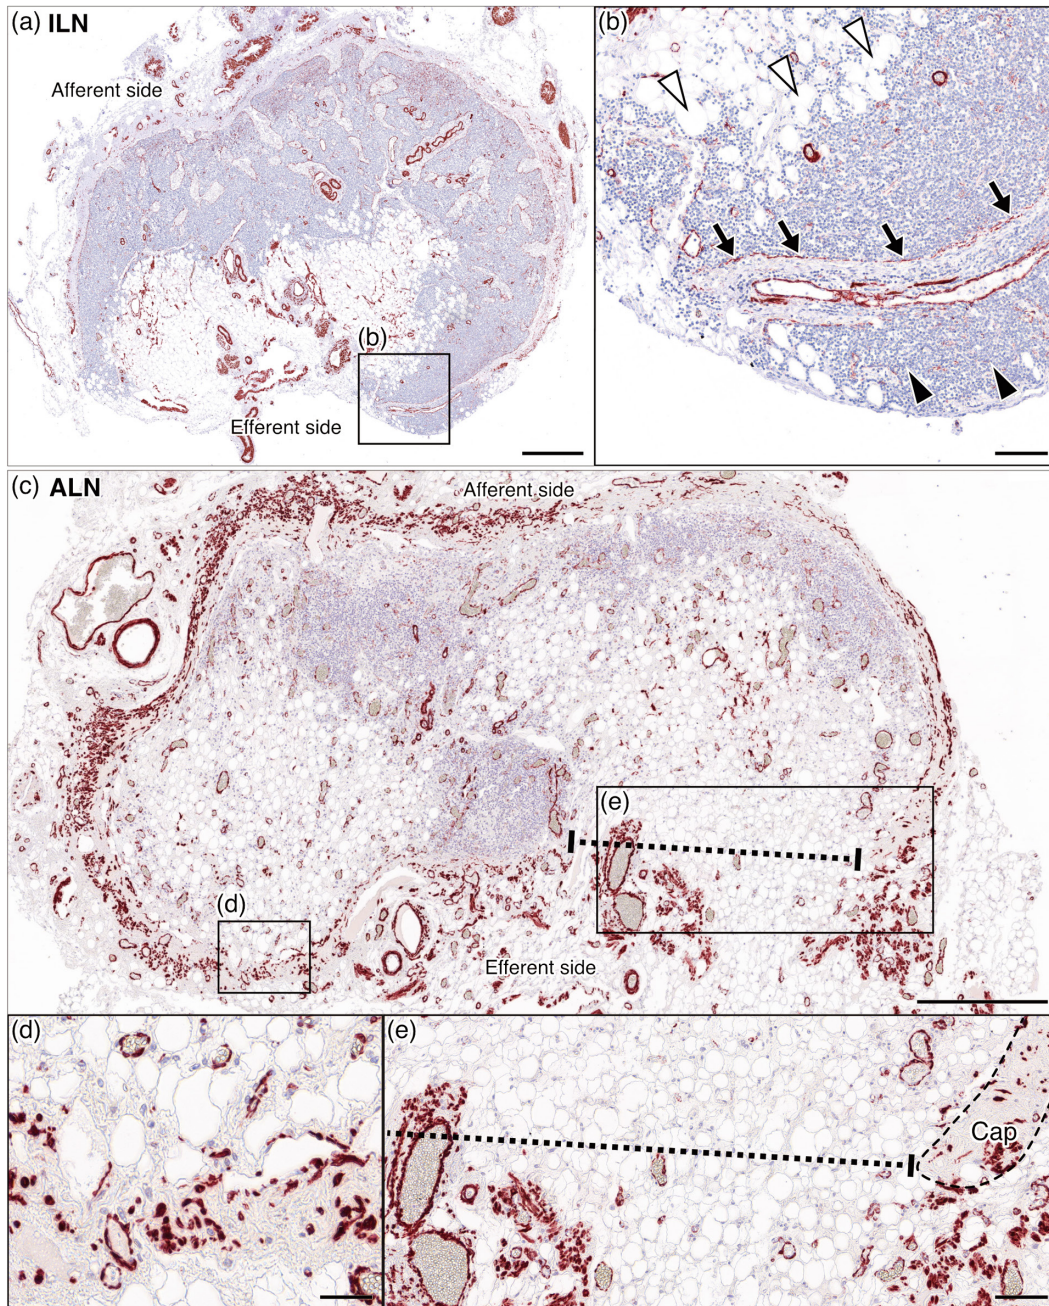 (a) ILN
Afferent side
(b)
Efferent side
(b)
(c) ALN
Afferent side
(e)
(d)
Efferent side
(d)
(e)
Cap